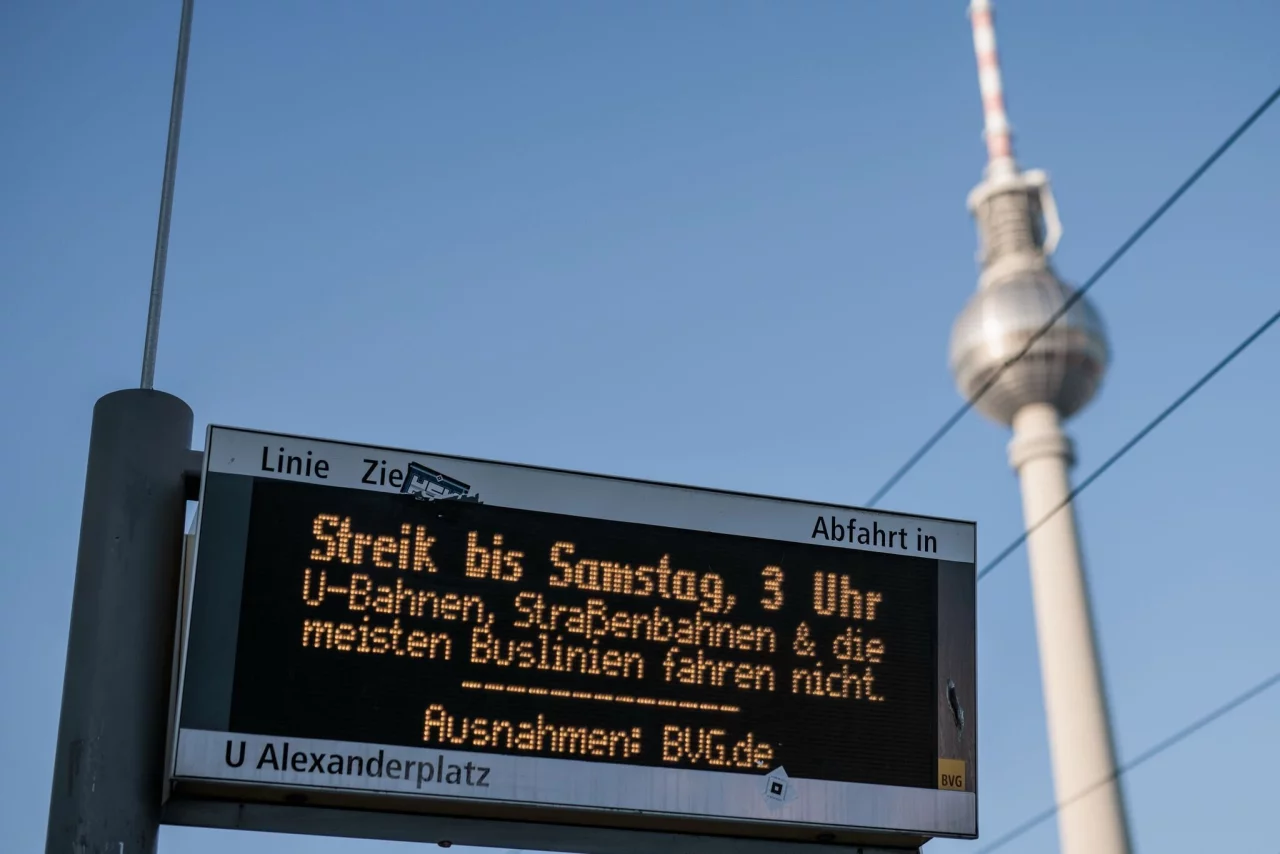 Linie Zie
Abfahrt in
Streik bis Samstag, 3 Uhr
U-Bahnen, Straßenbahnen & die
meisten Buslinien fahren nicht.
Ausnahmen: BVG.de
U Alexanderplatz
BVG